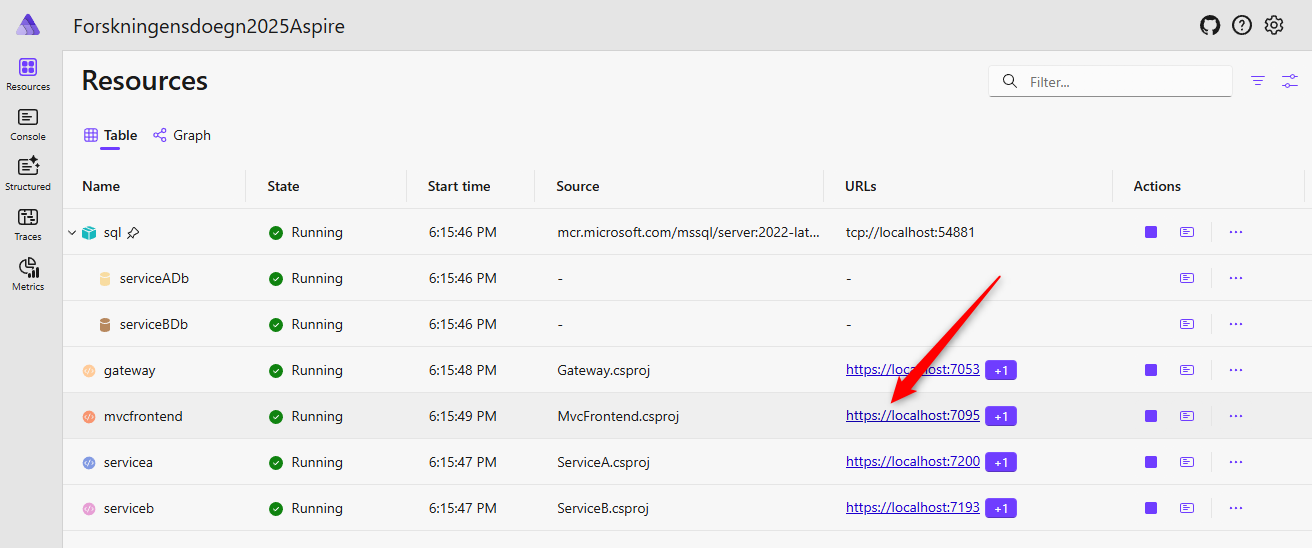 Forskningensdoegn2025Aspire
Resources
Console
Structured
Traces
Metrics
Resources
Filter...
Table Graph
Name State Start time Source URLs Actions
sql Running 6:15:46 PM mcr.microsoft.com/mssql/server:2022-lat... tcp://localhost:54881
serviceADb Running 6:15:46 PM - -
serviceBDb Running 6:15:46 PM - -
gateway Running 6:15:48 PM Gateway.csproj https://localhost:7053 +1
mvcfrontend Running 6:15:49 PM MvcFrontend.csproj https://localhost:7095 +1
servicea Running 6:15:47 PM ServiceA.csproj https://localhost:7200 +1
serviceb Running 6:15:47 PM ServiceB.csproj https://localhost:7193 +1